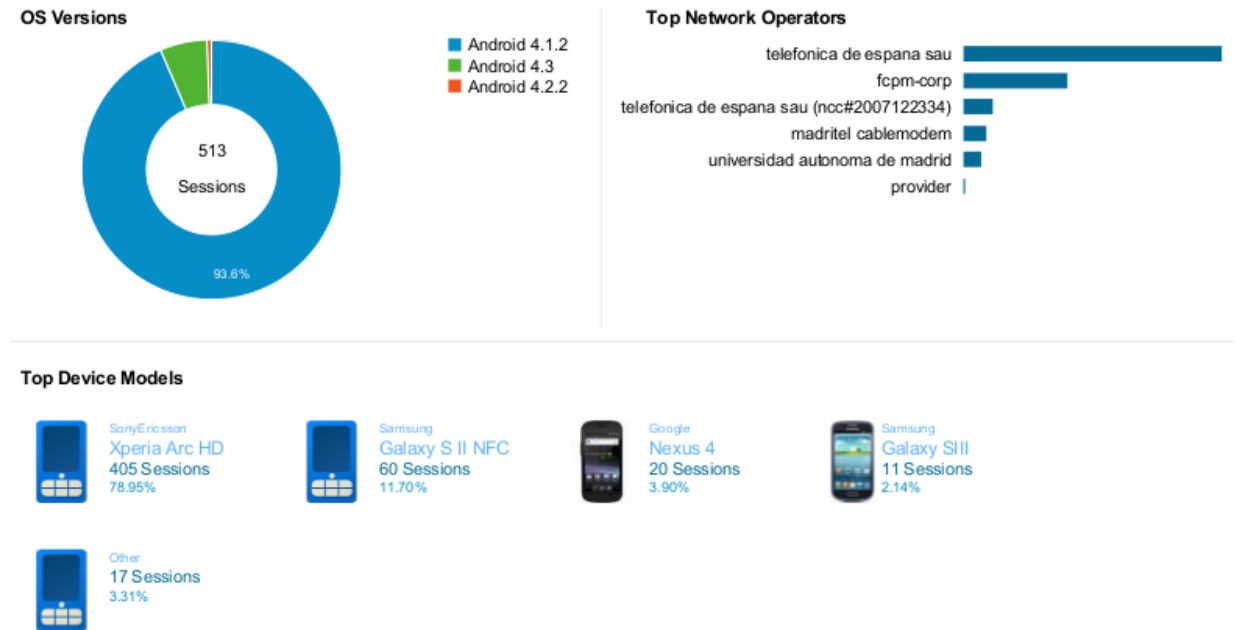 OS Versions
Android 4.1.2
Android 4.3
Android 4.2.2
513
Sessions
93.6%
Top Network Operators
telefonica de espana sau
fcpm-corp
telefonica de espana sau (ncc#2007122334)
madritel cablemodem
universidad autonoma de madrid
provider
Top Device Models
SonyEricsson
Xperia Arc HD
405 Sessions
78.95%
Samsung
Galaxy S II NFC
60 Sessions
11.70%
Google
Nexus 4
20 Sessions
3.90%
Samsung
Galaxy SIII
11 Sessions
2.14%
Other
17 Sessions
3.31%